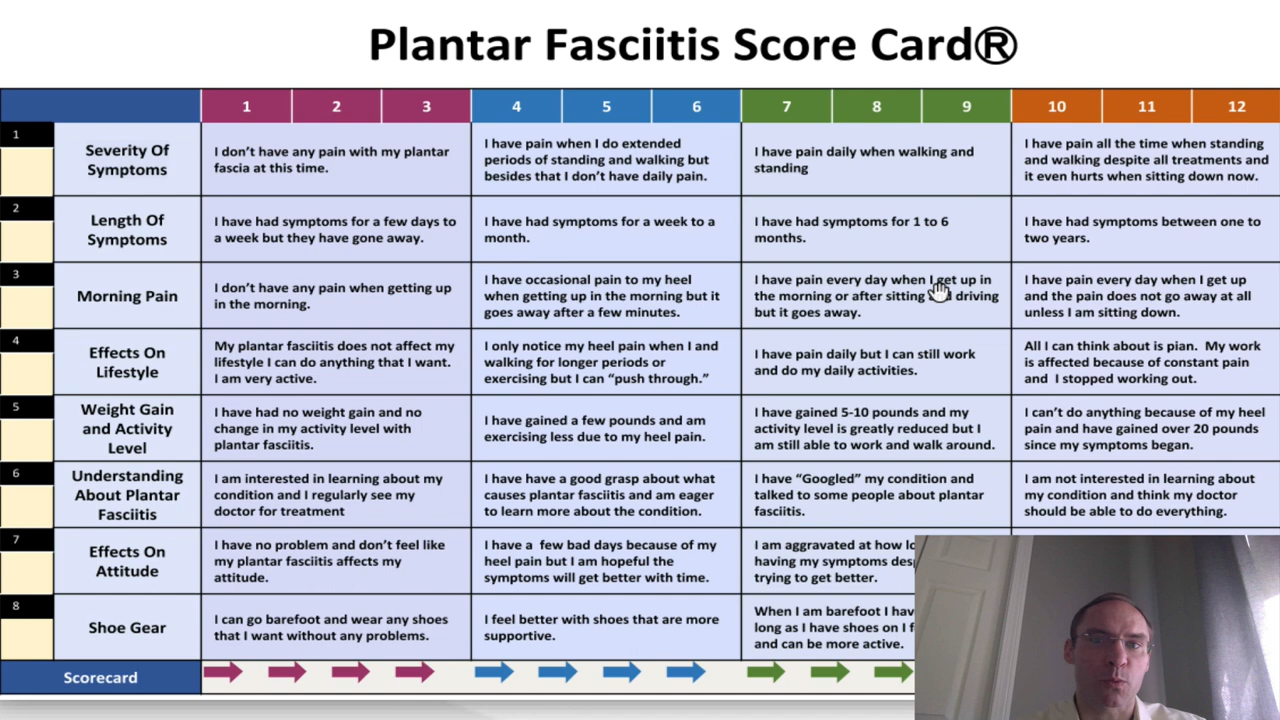 Plantar Fasciitis Score Card®
1 2 3 4 5 6 7 8 9 10 11 12
1
Severity Of
Symptoms
I don't have any pain with my plantar
fascia at this time.
I have pain when I do extended
periods of standing and walking but
besides that I don't have daily pain.
I have pain daily when walking and
standing
I have pain all the time when standing
and walking despite all treatments and
it even hurts when sitting down now.
2
Length Of
Symptoms
I have had symptoms for a few days to
a week but they have gone away.
I have had symptoms for a week to a
month.
I have had symptoms for 1 to 6
months.
I have had symptoms between one to
two years.
3
Morning Pain
I don't have any pain when getting up
in the morning.
I have occasional pain to my heel
when getting up in the morning but it
goes away after a few minutes.
I have pain every day when I get up in
the morning or after sitting driving
but it goes away.
I have pain every day when I get up
and the pain does not go away at all
unless I am sitting down.
4
Effects On
Lifestyle
My plantar fasciitis does not affect my
lifestyle I can do anything that I want.
I am very active.
I only notice my heel pain when I and
walking for longer periods or
exercising but I can “push through.”
I have pain daily but I can still work
and do my daily activities.
All I can think about is pian. My work
is affected because of constant pain
and I stopped working out.
5
Weight Gain
and Activity
Level
I have had no weight gain and no
change in my activity level with
plantar fasciitis.
I have gained a few pounds and am
exercising less due to my heel pain.
I have gained 5-10 pounds and my
activity level is greatly reduced but I
am still able to work and walk around.
I can't do anything because of my heel
pain and have gained over 20 pounds
since my symptoms began.
6
Understanding
About Plantar
Fasciitis
I am interested in learning about my
condition and I regularly see my
doctor for treatment
I have have a good grasp about what
causes plantar fasciitis and am eager
to learn more about the condition.
I have “Googled” my condition and
talked to some people about plantar
fasciitis.
I am not interested in learning about
my condition and think my doctor
should be able to do everything.
7
Effects On
Attitude
I have no problem and don't feel like
my plantar fasciitis affects my
attitude.
I have a few bad days because of my
heel pain but I am hopeful the
symptoms will get better with time.
I am aggravated at how
having my symptoms
trying to get better.
8
Shoe Gear
I can go barefoot and wear any shoes
that I want without any problems.
I feel better with shoes that are more
supportive.
When I am barefoot I
long as I have shoes on I
and can be more active.
Scorecard